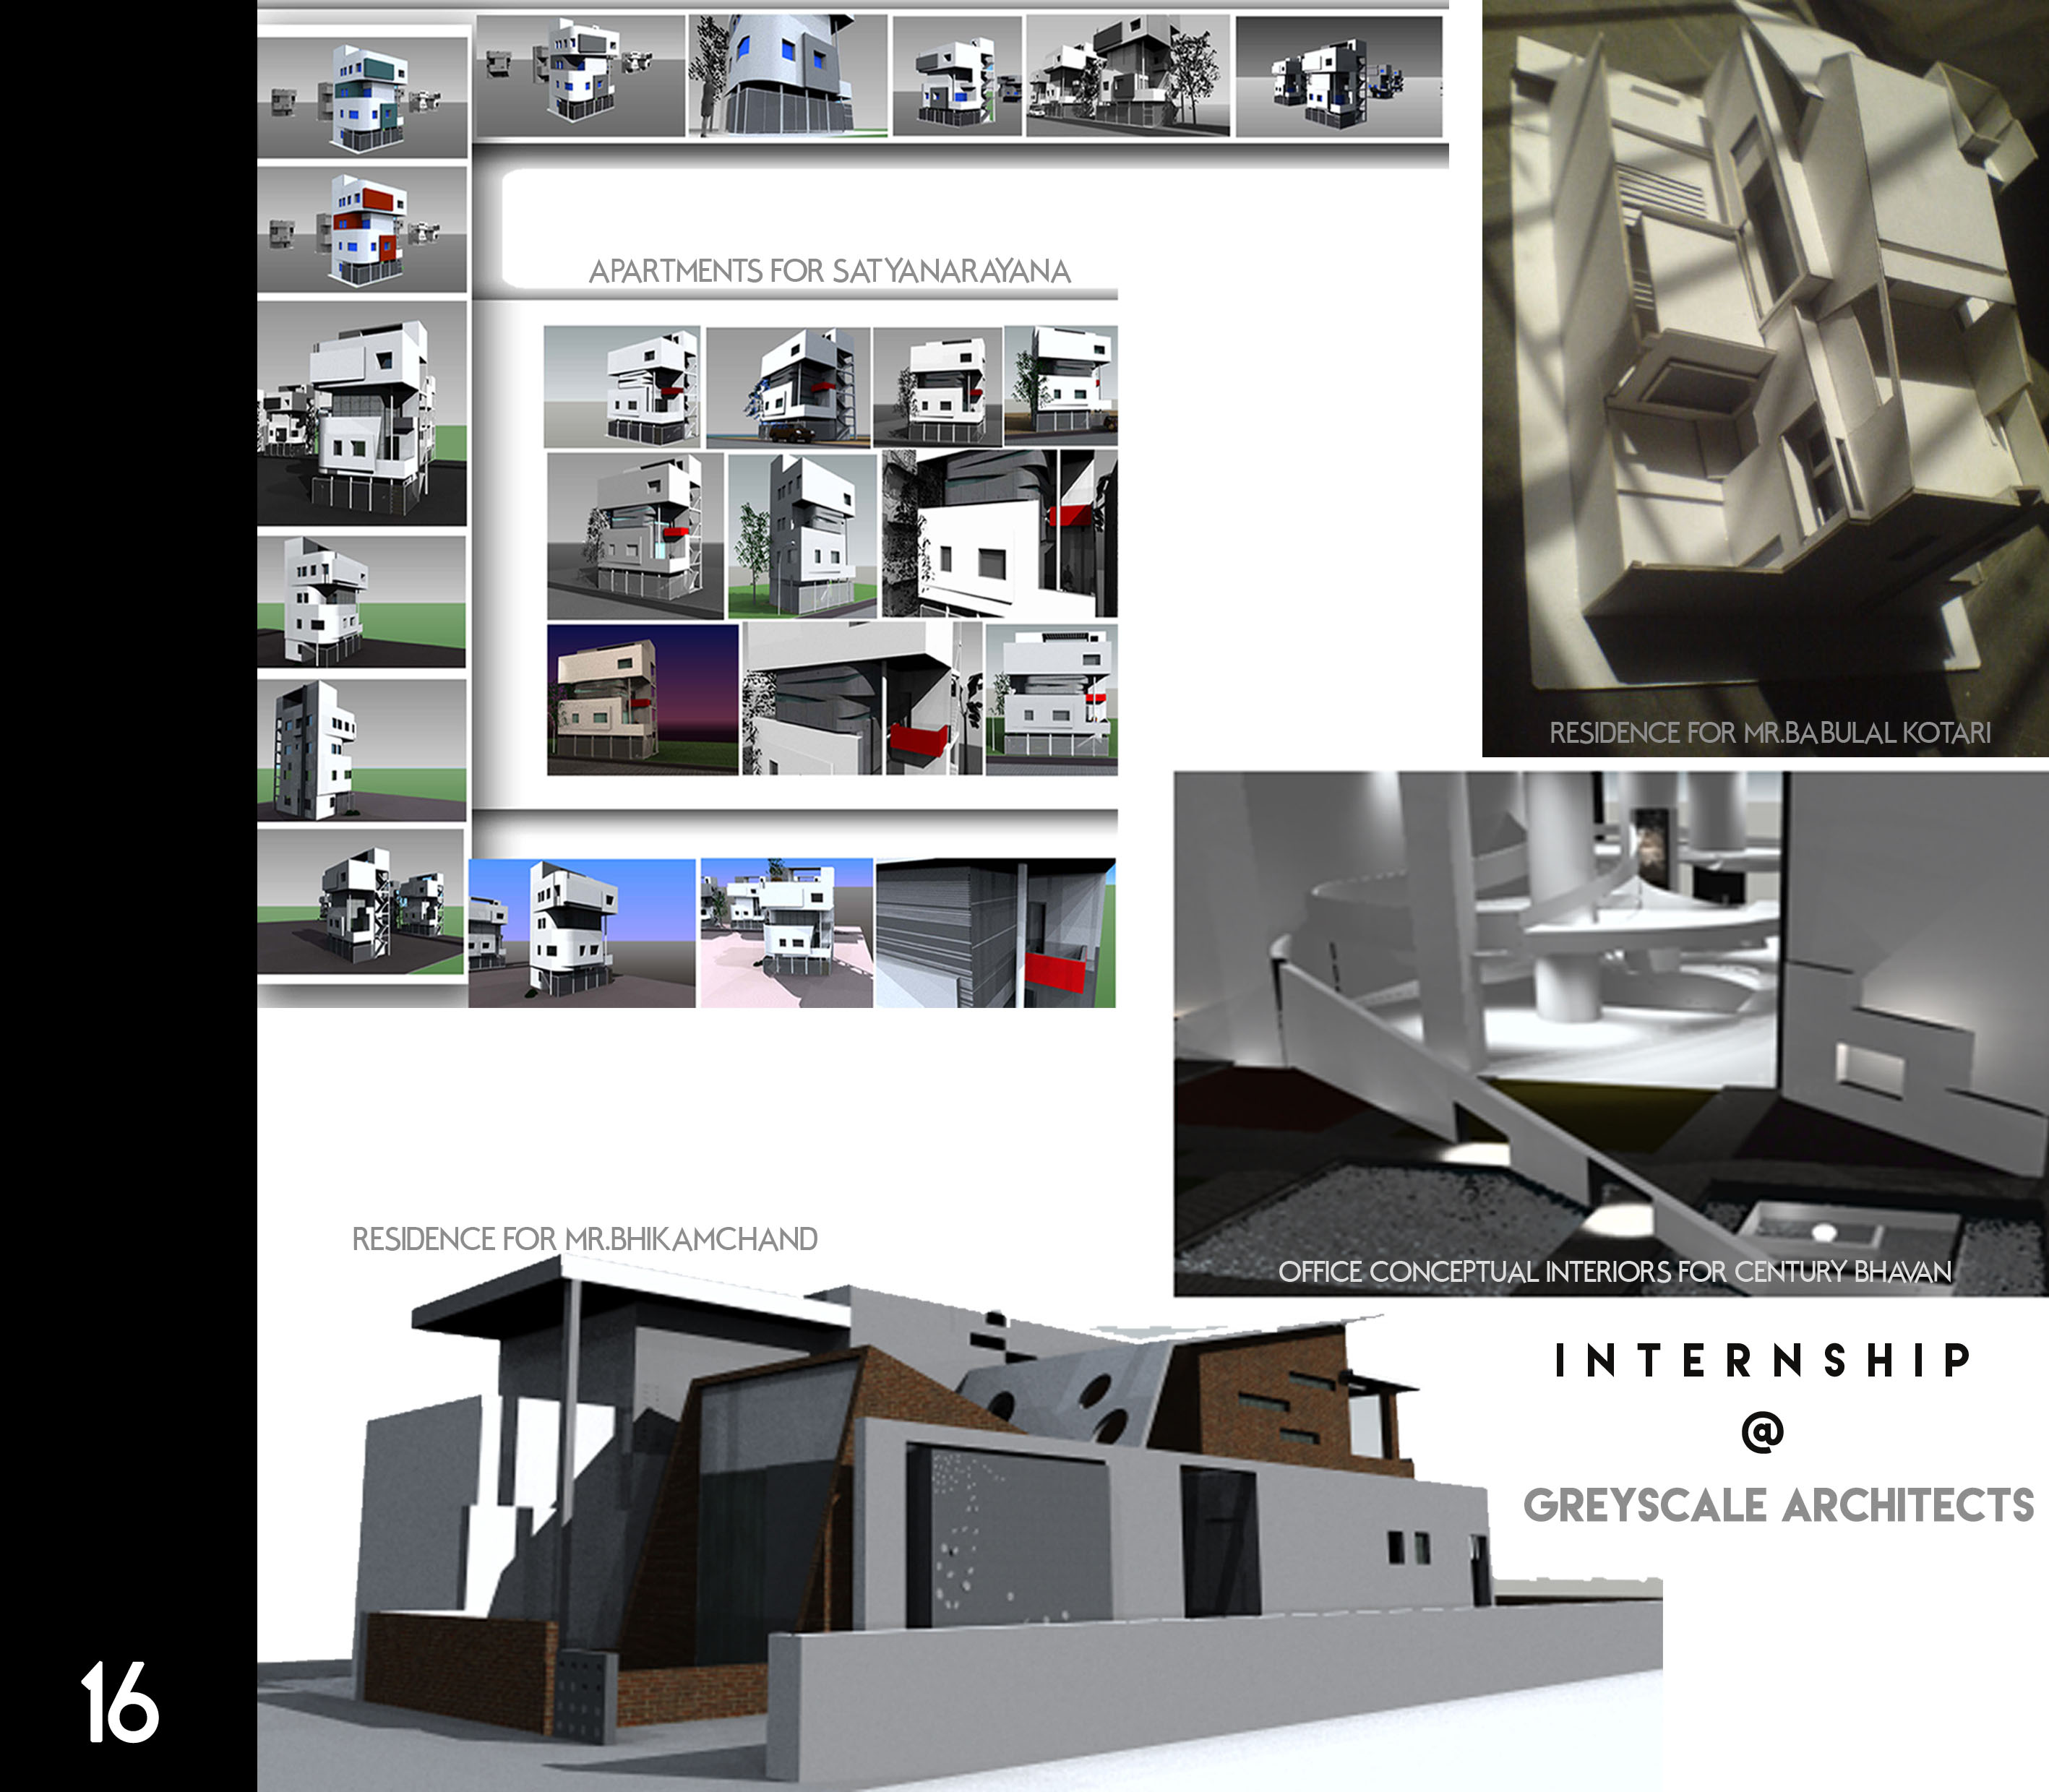 APARTMENTS FOR SATYANARAYANA
RESIDENCE FOR MR.BABULAL KOTARI
RESIDENCE FOR MR.BHIKAMCHAND
OFFICE CONCEPTUAL INTERIORS FOR CENTURY BHAVAN
INTERNSHIP
@
GREYSCALE ARCHITECTS
16